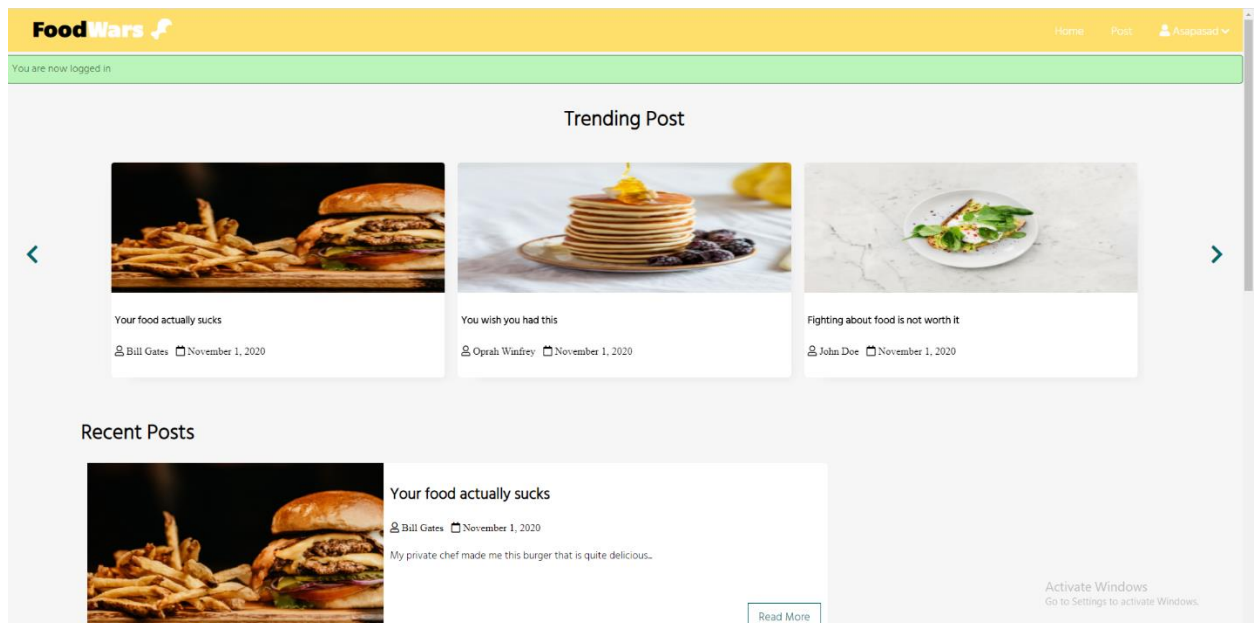 FoodWars
Home Post Asapasad
You are now logged in
Trending Post
Your food actually sucks
Bill Gates November 1, 2020
You wish you had this
Oprah Winfrey November 1, 2020
Fighting about food is not worth it
John Doe November 1, 2020
Recent Posts
Your food actually sucks
Bill Gates November 1, 2020
My private chef made me this burger that is quite delicious...
Read More
Activate Windows
Go to Settings to activate Windows.